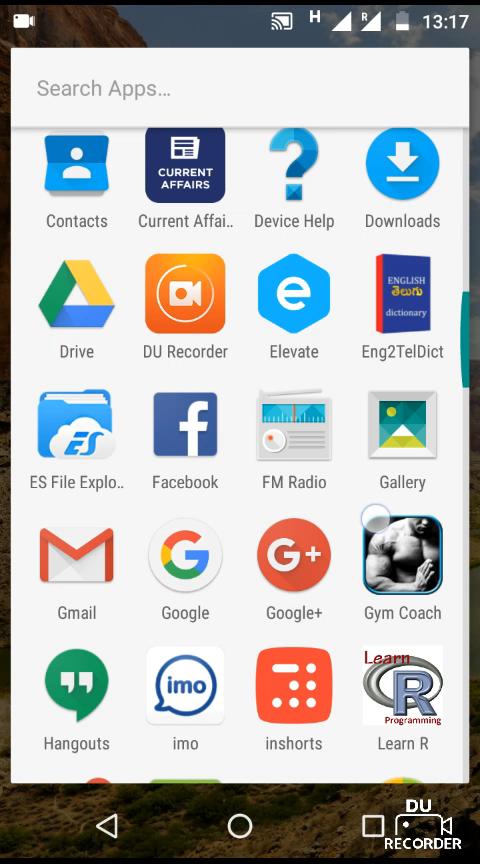 H R 13:17
Search Apps...
CURRENT
AFFAIRS
Contacts Current Affai.. Device Help Downloads
ENGLISH
తెలుగు
dictionary
Drive DU Recorder Elevate Eng2TelDict
ES
ES File Explo.. Facebook FM Radio Gallery
Gmail Google Google+ Gym Coach
imo
Learn
R
Programming
Hangouts imo inshorts Learn R
DU
RECORDER